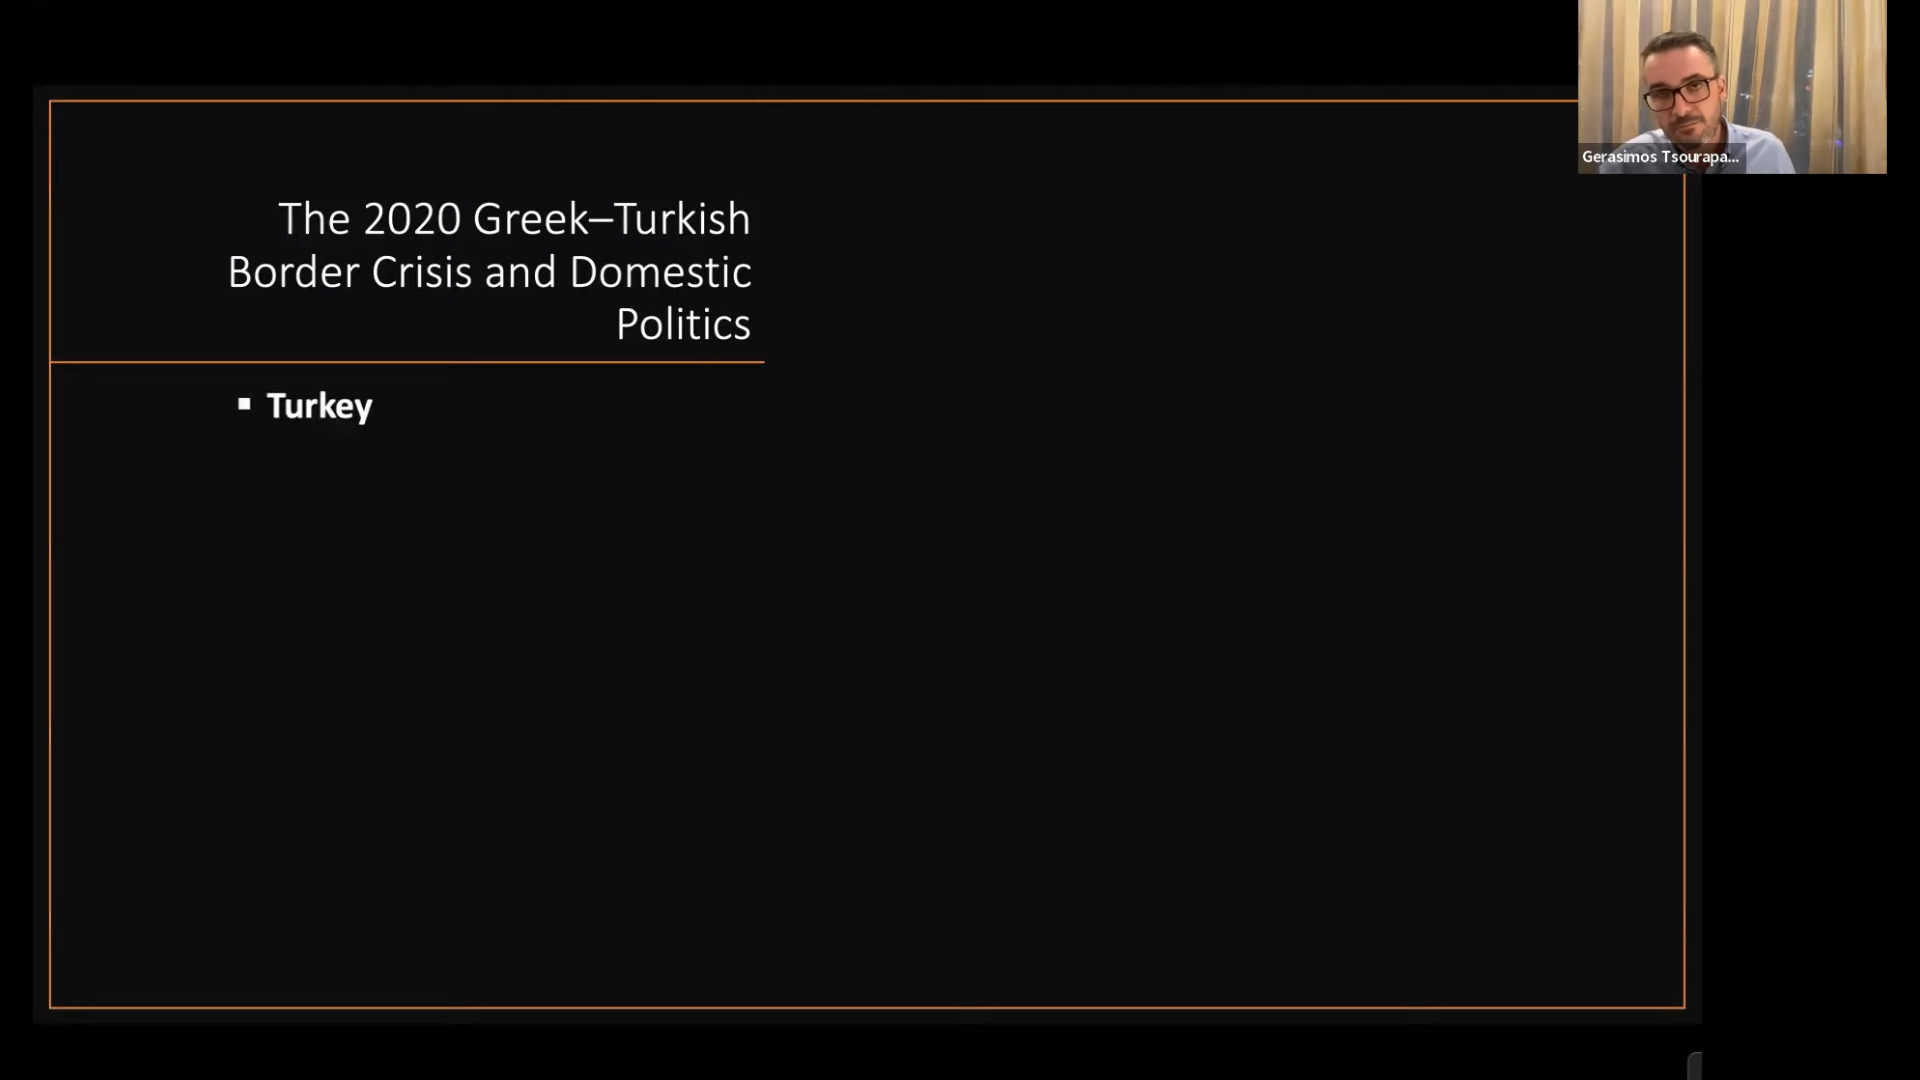 The 2020 Greek–Turkish
Border Crisis and Domestic
Politics
Turkey
Gerasimos Tsourapa...